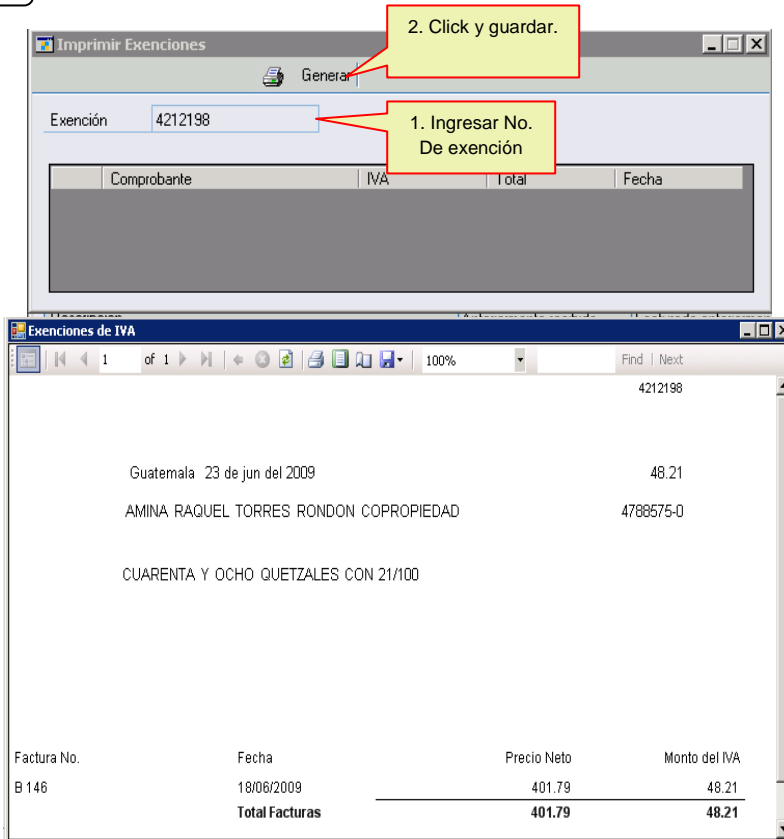 2. Click y guardar.
Imprimir Exenciones
Generar
Exención 4212198
1. Ingresar No.
De exención
Comprobante IVA Total Fecha
Exenciones de IVA
1 of 1 100% Find | Next
4212198
Guatemala 23 de jun del 2009 48.21
AMINA RAQUEL TORRES RONDON COPROPIEDAD 4788575-0
CUARENTA Y OCHO QUETZALES CON 21/100
Factura No. Fecha Precio Neto Monto del IVA
B 146 18/06/2009 401.79 48.21
Total Facturas 401.79 48.21